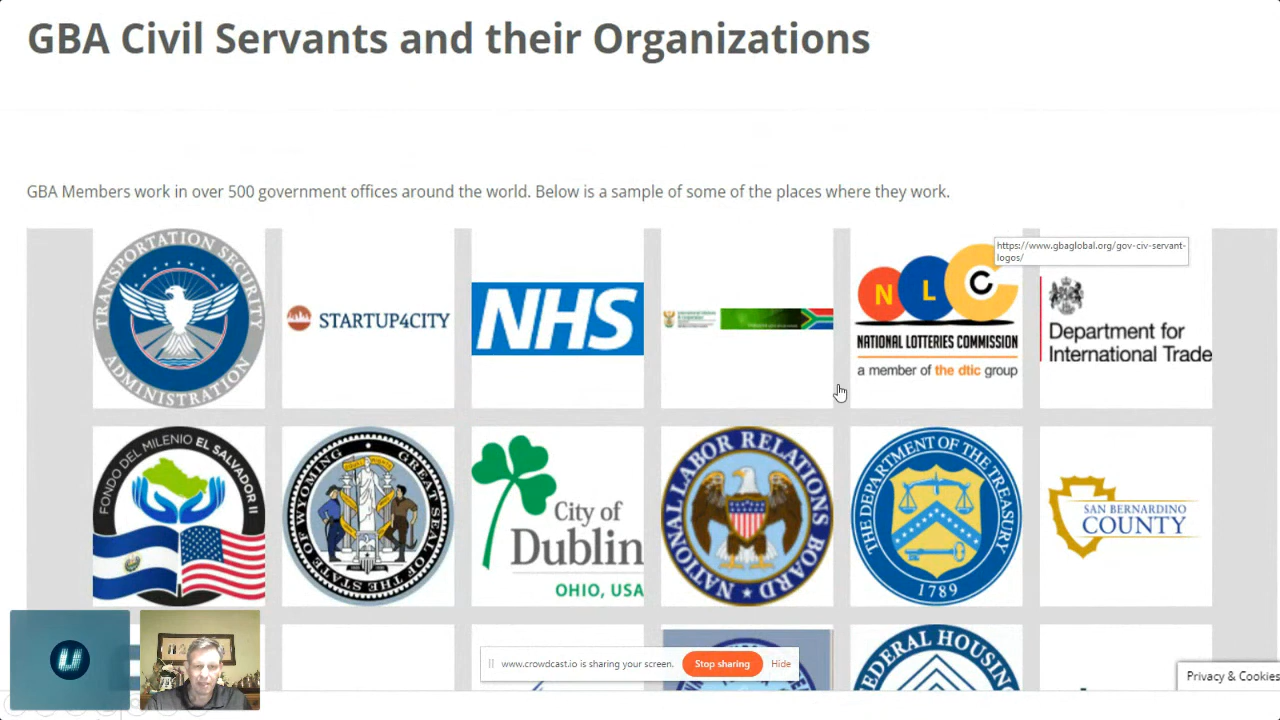 GBA Civil Servants and their Organizations
GBA Members work in over 500 government offices around the world. Below is a sample of some of the places where they work.
https://www.gbaglobal.org/gov-civ-servant-
logos/
TRANSPORTATION SECURITY
ADMINISTRATION
STARTUP4CITY
NHS
N L C
NATIONAL LOTTERIES COMMISSION
a member of the dtic group
Department for
International Trade
FONDO DEL MILENIO EL SALVADOR II
GREAT SEAL OF THE STATE OF WYOMING
City of
Dublin
OHIO, USA
NATIONAL LABOR RELATIONS BOARD
THE DEPARTMENT OF THE TREASURY
1789
SAN BERNARDINO
COUNTY
FEDERAL HOUSING
www.crowdcast.io is sharing your screen.
Stop sharing
Hide
Privacy & Cookies